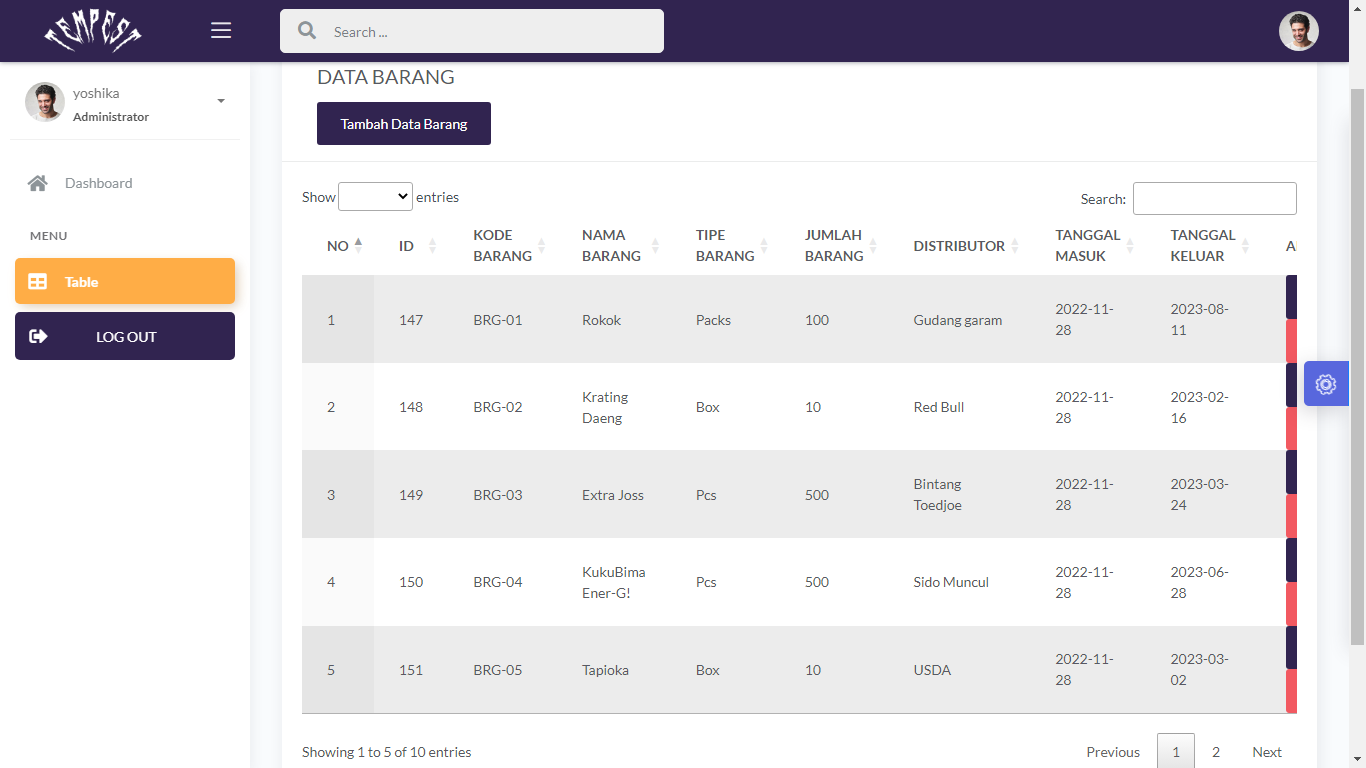 TEMPEST
Search ...
yoshika
Administrator
Dashboard
MENU
Table
LOG OUT
DATA BARANG
Tambah Data Barang
Show entries
Search:
NO ID KODE BARANG NAMA BARANG TIPE BARANG JUMLAH BARANG DISTRIBUTOR TANGGAL MASUK TANGGAL KELUAR
1 147 BRG-01 Rokok Packs 100 Gudang garam 2022-11-28 2023-08-11
2 148 BRG-02 Krating Daeng Box 10 Red Bull 2022-11-28 2023-02-16
3 149 BRG-03 Extra Joss Pcs 500 Bintang Toedjoe 2022-11-28 2023-03-24
4 150 BRG-04 KukuBima Ener-G! Pcs 500 Sido Muncul 2022-11-28 2023-06-28
5 151 BRG-05 Tapioka Box 10 USDA 2022-11-28 2023-03-02
Showing 1 to 5 of 10 entries
Previous 1 2 Next